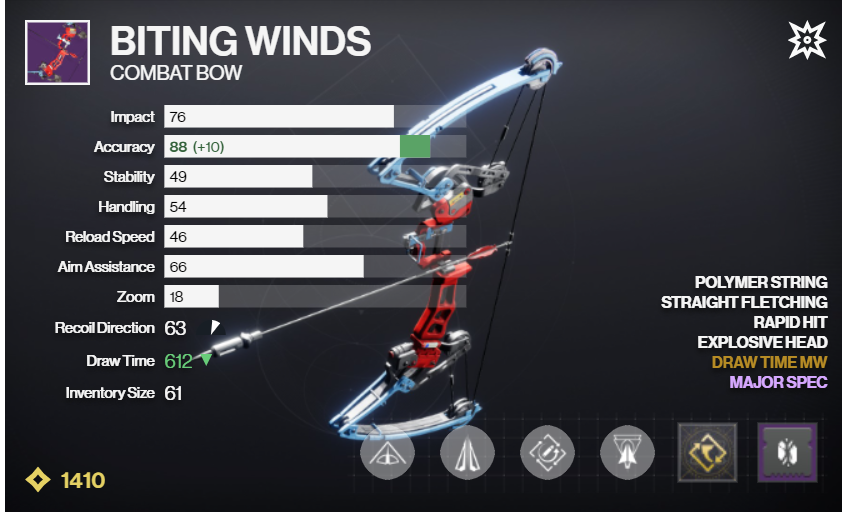 BITING WINDS
COMBAT BOW
Impact 76
Accuracy 88 (+10)
Stability 49
Handling 54
Reload Speed 46
Aim Assistance 66
Zoom 18
Recoil Direction 63
Draw Time 612
Inventory Size 61
POLYMER STRING
STRAIGHT FLETCHING
RAPID HIT
EXPLOSIVE HEAD
DRAW TIME MW
MAJOR SPEC
1410